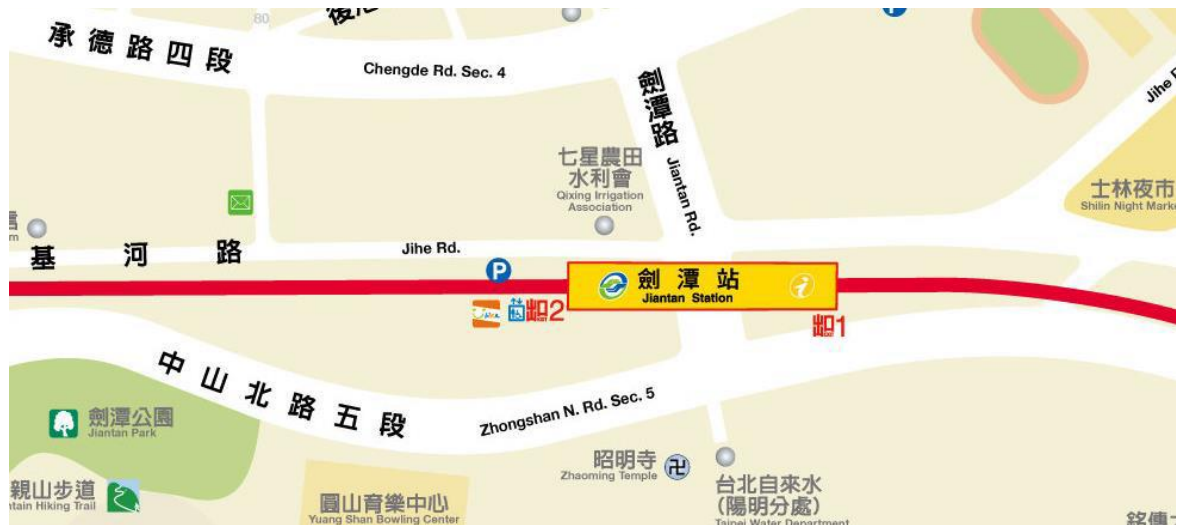 80
承德路四段
Chengde Rd. Sec. 4
劍潭路
Jiantan Rd.
七星農田
水利會
Qixing Irrigation
Association
士林夜市
Shilin Night Marke
Jihe
基河路
Jihe Rd.
P
劍潭站
Jiantan Station
出口2
出口1
中山北路五段
Zhongshan N. Rd. Sec. 5
劍潭公園
Jiantan Park
昭明寺
Zhaoming Temple
台北自來水
(陽明分處)
Taipei Water Department
親山步道
ntain Hiking Trail
圓山育樂中心
Yuang Shan Bowling Center
銘傳